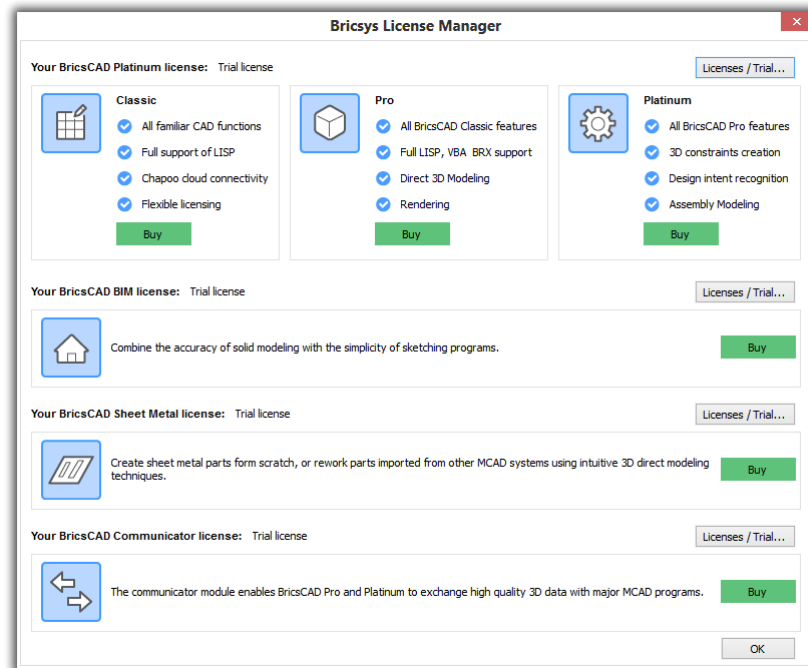 Bricsys License Manager
Your BricsCAD Platinum license: Trial license
Licenses / Trial...
Classic
All familiar CAD functions
Full support of LISP
Chapoo cloud connectivity
Flexible licensing
Buy
Pro
All BricsCAD Classic features
Full LISP, VBA BRX support
Direct 3D Modeling
Rendering
Buy
Platinum
All BricsCAD Pro features
3D constraints creation
Design intent recognition
Assembly Modeling
Buy
Your BricsCAD BIM license: Trial license
Licenses / Trial...
Combine the accuracy of solid modeling with the simplicity of sketching programs.
Buy
Your BricsCAD Sheet Metal license: Trial license
Licenses / Trial...
Create sheet metal parts form scratch, or rework parts imported from other MCAD systems using intuitive 3D direct modeling
techniques.
Buy
Your BricsCAD Communicator license: Trial license
Licenses / Trial...
The communicator module enables BricsCAD Pro and Platinum to exchange high quality 3D data with major MCAD programs.
Buy
OK